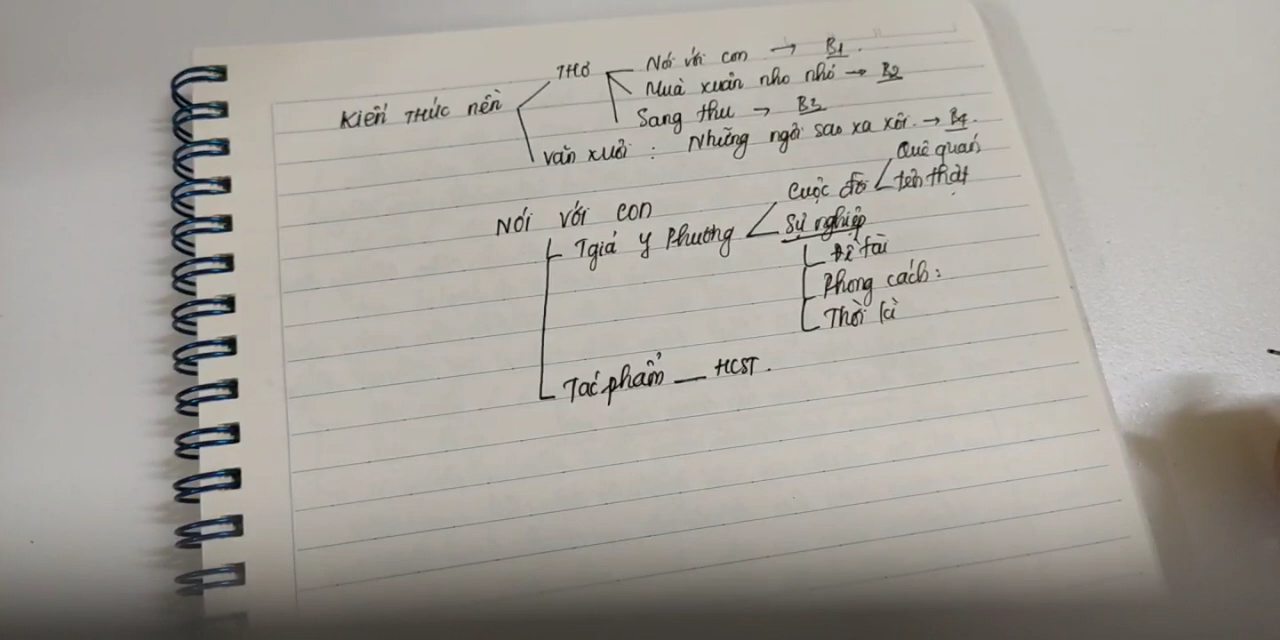 Kiến THỨC nền
THƠ
Nói với con → B1.
Mùa xuân nho nhỏ → B2
Sang thu → B3
Văn xuôi : Những ngôi sao xa xôi → B4.
NÓI VỚI CON
Tgiả Y Phương
Cuộc đời
Quê quán
tên thật
Sự nghiệp
Đề tài
Phong cách:
Thời kì
Tác phẩm — HCST.